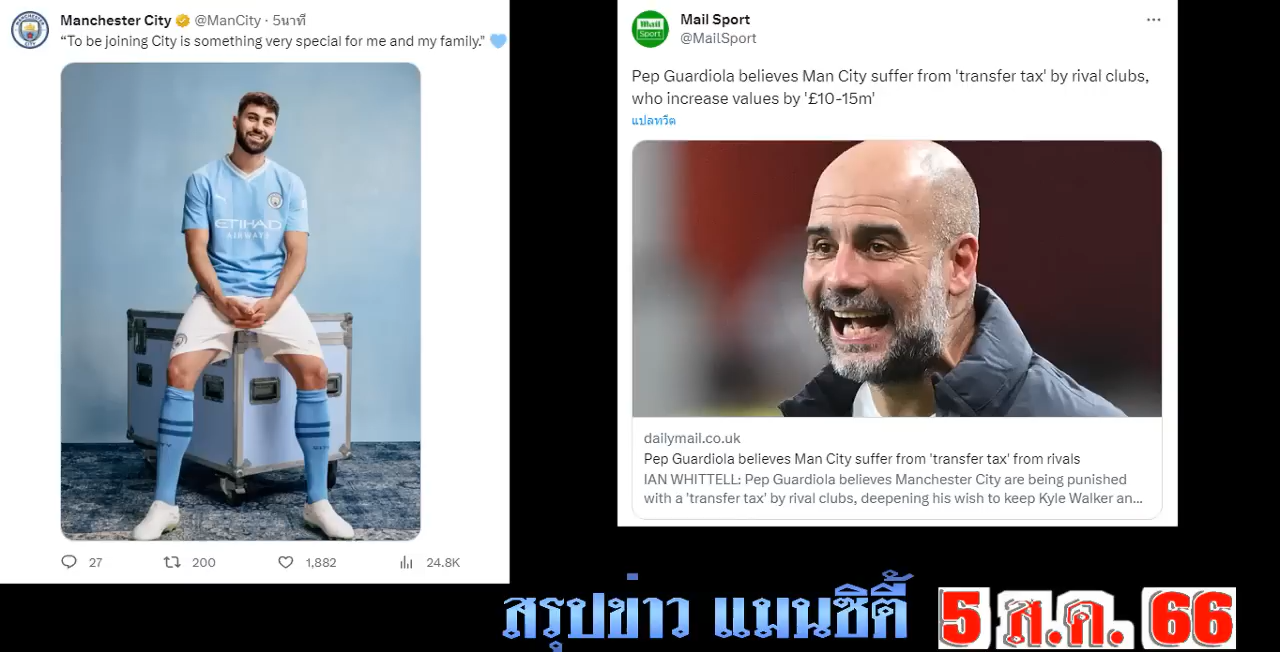 Manchester City @ManCity · 5นาที
“To be joining City is something very special for me and my family.”
ETIHAD
AIRWAYS
27 200 1,882 24.8K
Mail Sport
@MailSport
Pep Guardiola believes Man City suffer from 'transfer tax' by rival clubs,
who increase values by '£10-15m'
แปลทวีต
dailymail.co.uk
Pep Guardiola believes Man City suffer from 'transfer tax' from rivals
IAN WHITTELL: Pep Guardiola believes Manchester City are being punished
with a 'transfer tax' by rival clubs, deepening his wish to keep Kyle Walker an...
สรุปข่าว แมนซิตี้ 5 ส.ค. 66